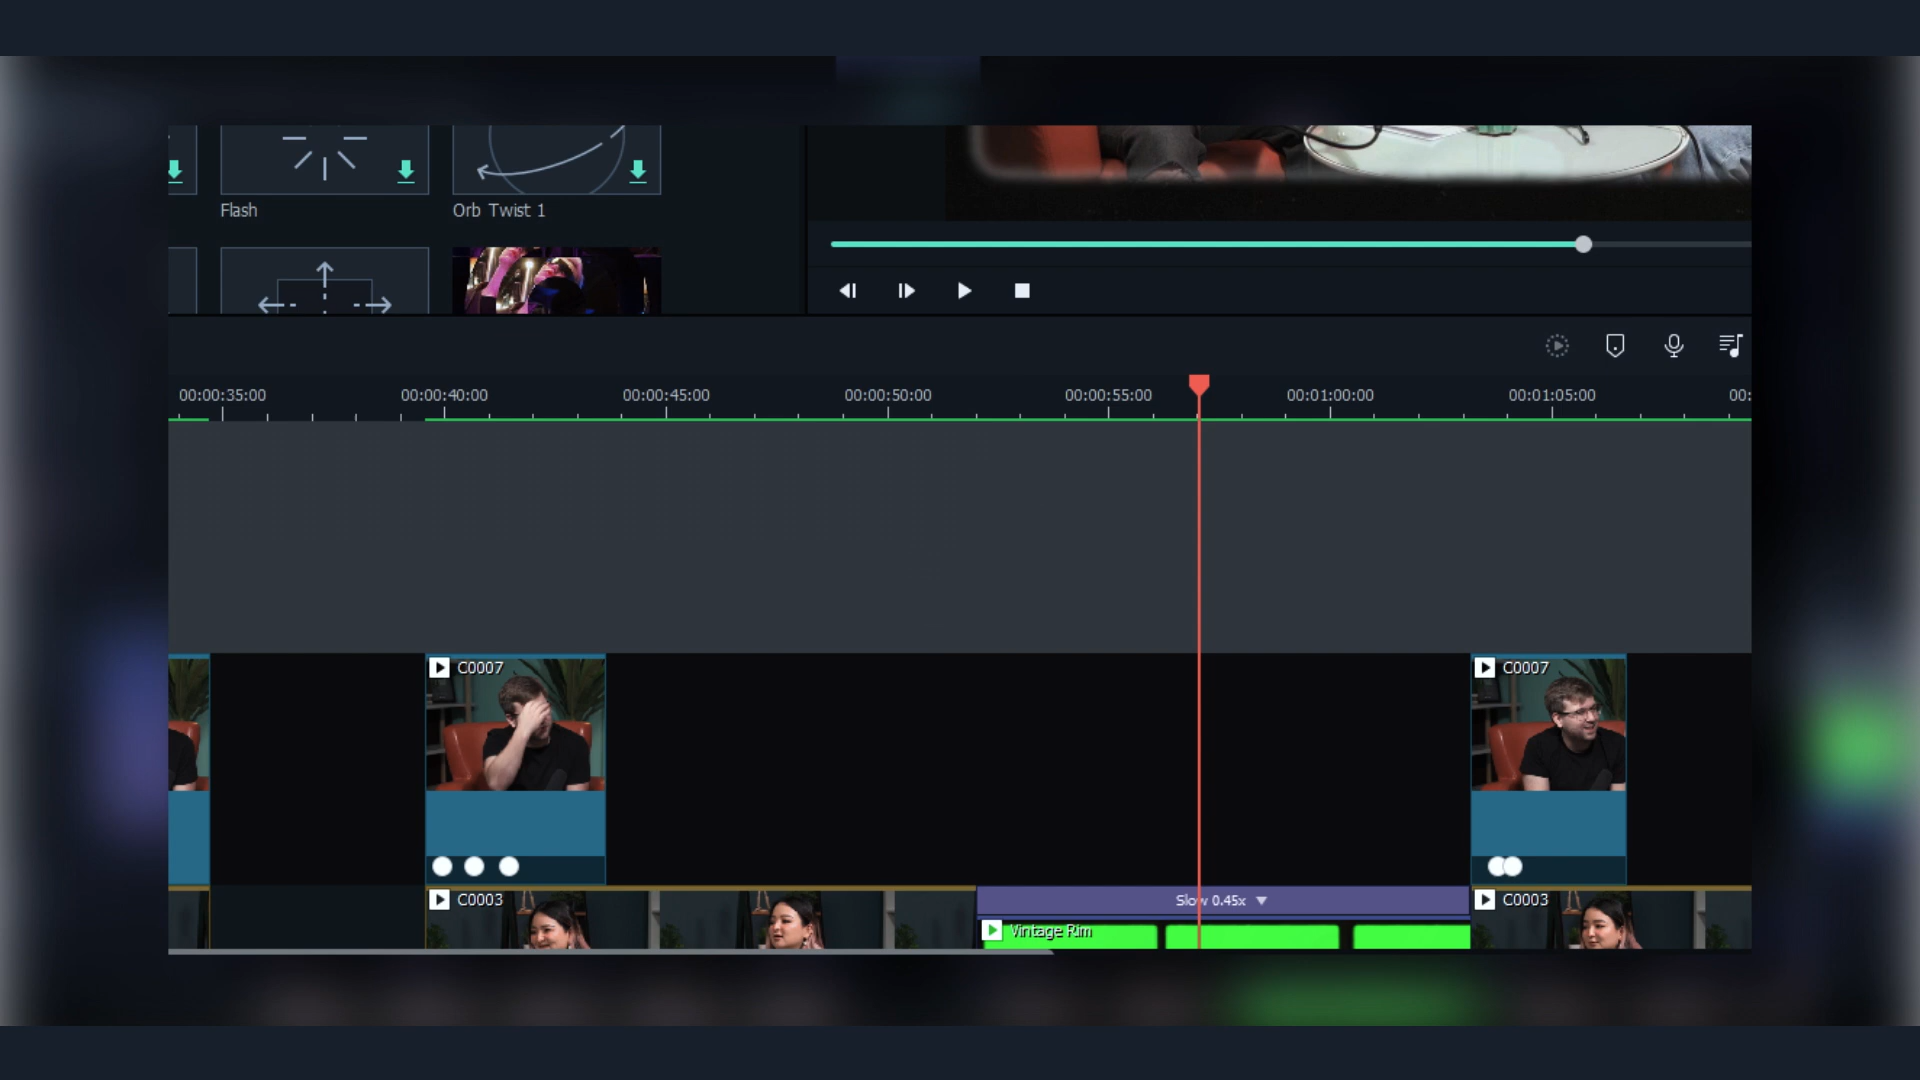 Flash
Orb Twist 1
00:00:35:00
00:00:40:00
00:00:45:00
00:00:50:00
00:00:55:00
00:01:00:00
00:01:05:00
00:
C0007
C0007
C0003
Slow 0.45x
C0003
Vintage Rim